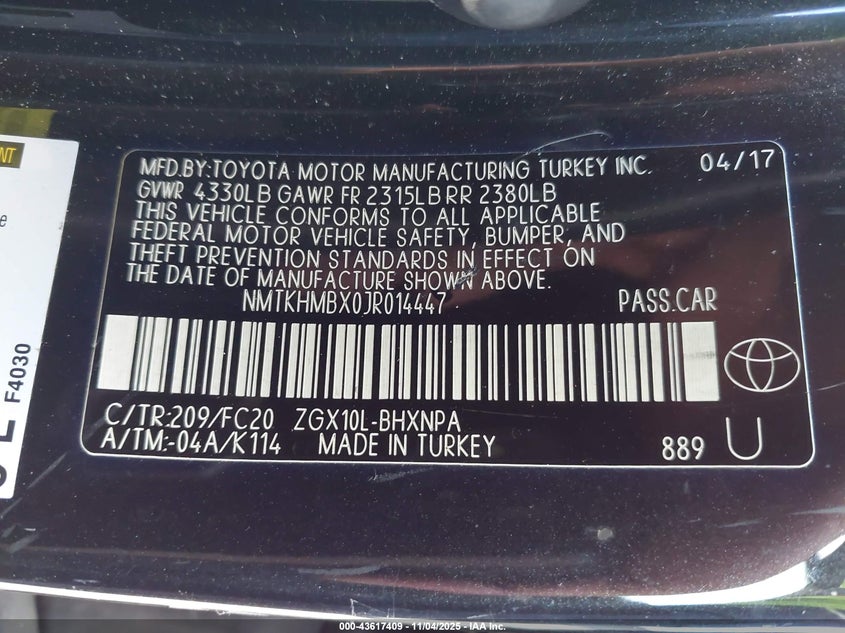 NT
e
F4030
MFD.BY:TOYOTA MOTOR MANUFACTURING TURKEY INC. 04/17
GVWR 4330LB GAWR FR 2315LB RR 2380LB
THIS VEHICLE CONFORMS TO ALL APPLICABLE
FEDERAL MOTOR VEHICLE SAFETY, BUMPER, AND
THEFT PREVENTION STANDARDS IN EFFECT ON
THE DATE OF MANUFACTURE SHOWN ABOVE.
NMTKHMBX0JR014447 PASS.CAR
C/TR:209/FC20 ZGX10L-BHXNPA
A/TM:-04A/K114 MADE IN TURKEY 889 U
000-43617409 - 11/04/2025 - IAA Inc.